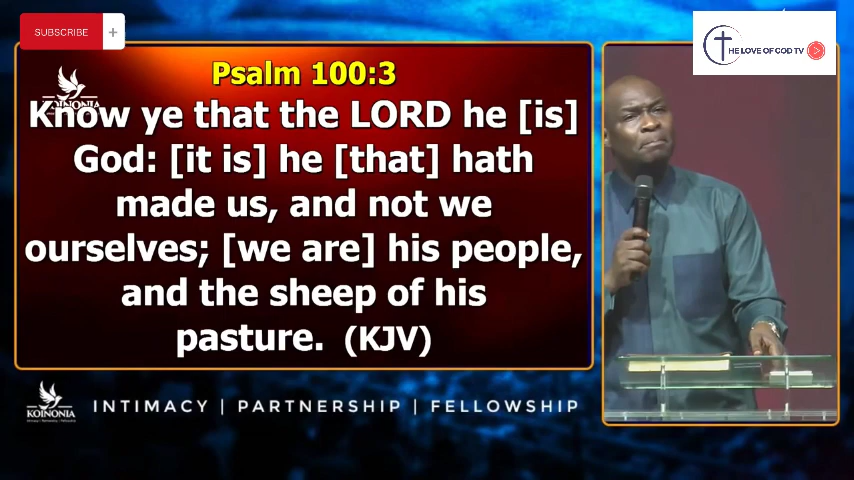 SUBSCRIBE +
THE LOVE OF GOD TV
Psalm 100:3
KOINONIA
Know ye that the LORD he [is]
God: [it is] he [that] hath
made us, and not we
ourselves; [we are] his people,
and the sheep of his
pasture. (KJV)
KOINONIA
INTIMACY | PARTNERSHIP | FELLOWSHIP